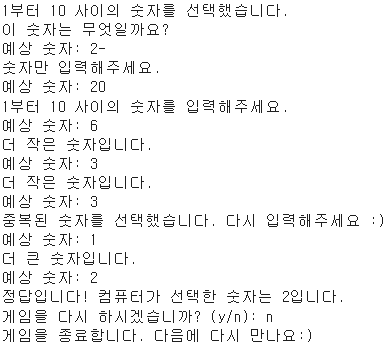 1부터 10 사이의 숫자를 선택했습니다.
이 숫자는 무엇일까요?
예상 숫자: 2-
숫자만 입력해주세요.
예상 숫자: 20
1부터 10 사이의 숫자를 입력해주세요.
예상 숫자: 6
더 작은 숫자입니다.
예상 숫자: 3
더 작은 숫자입니다.
예상 숫자: 3
중복된 숫자를 선택했습니다. 다시 입력해주세요 :)
예상 숫자: 1
더 큰 숫자입니다.
예상 숫자: 2
정답입니다! 컴퓨터가 선택한 숫자는 2입니다.
게임을 다시 하시겠습니까? (y/n): n
게임을 종료합니다. 다음에 다시 만나요:)